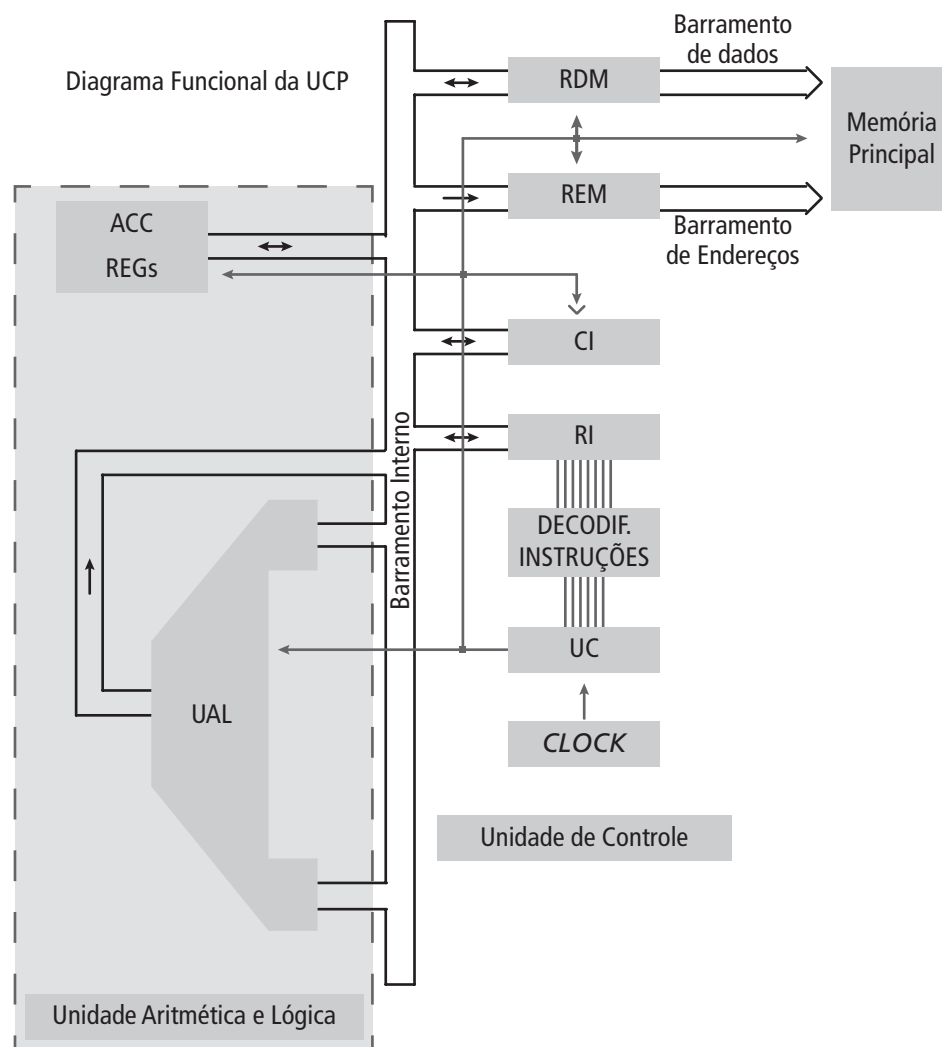 Barramento
de dados
Diagrama Funcional da UCP
RDM
Memória
Principal
REM
Barramento
de Endereços
ACC
REGs
CI
RI
Barramento Interno
DECODIF.
INSTRUÇÕES
UC
UAL
CLOCK
Unidade de Controle
Unidade Aritmética e Lógica